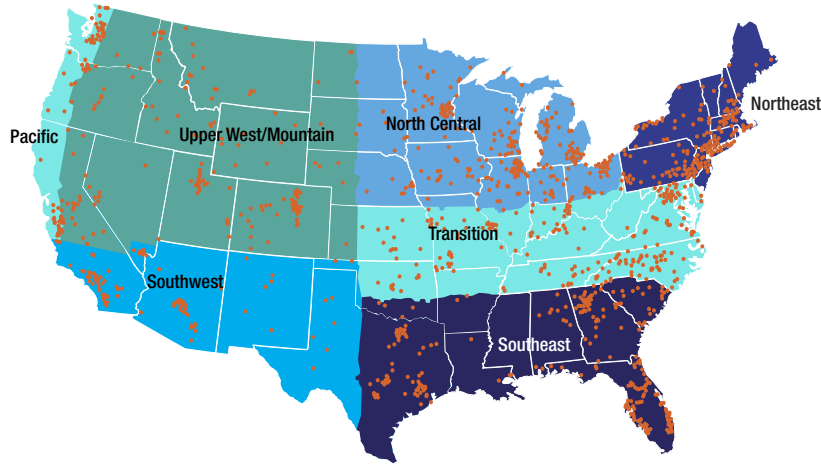 Northeast
North Central
Pacific
Upper West/Mountain
Transition
Southwest
Southeast